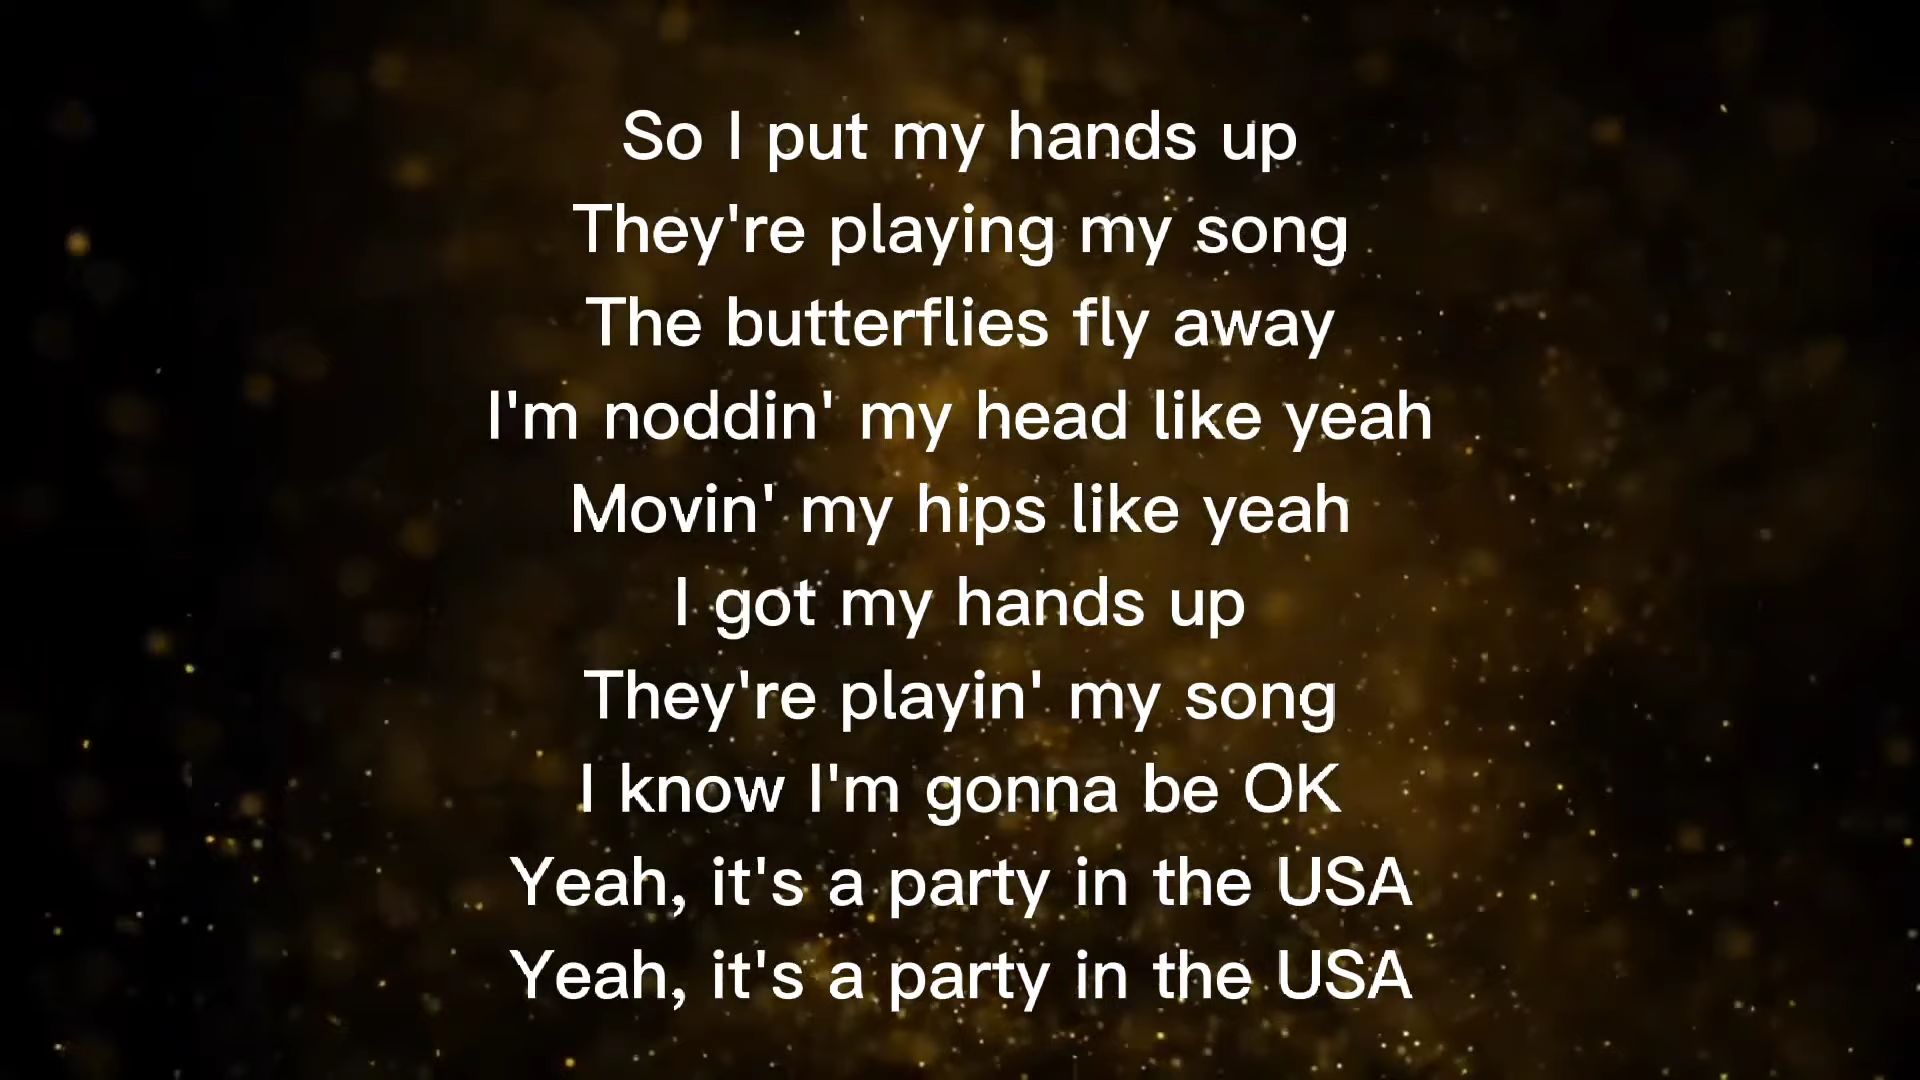 So I put my hands up
They're playing my song
The butterflies fly away
I'm noddin' my head like yeah
Movin' my hips like yeah
I got my hands up
They're playin' my song
I know I'm gonna be OK
Yeah, it's a party in the USA
Yeah, it's a party in the USA